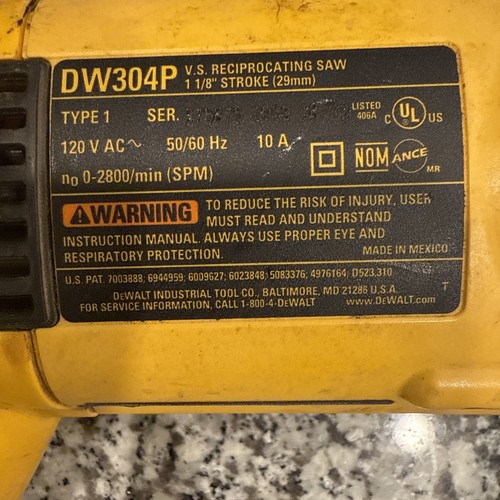 DW304P V.S. RECIPROCATING SAW
1 1/8" STROKE (29mm)
TYPE 1 SER. LISTED
406A C UL US
120 V AC~ 50/60 Hz 10 A NOM ANCE MR
n₀ 0-2800/min (SPM)
WARNING TO REDUCE THE RISK OF INJURY, USER
MUST READ AND UNDERSTAND
INSTRUCTION MANUAL. ALWAYS USE PROPER EYE AND
RESPIRATORY PROTECTION. MADE IN MEXICO
U.S. PAT. 7003888; 6944959; 6009627; 6023848; 5083376; 4976164; D523,310
DEWALT INDUSTRIAL TOOL CO., BALTIMORE, MD 21286 U.S.A. T
FOR SERVICE INFORMATION, CALL 1-800-4-DEWALT www.DEWALT.com